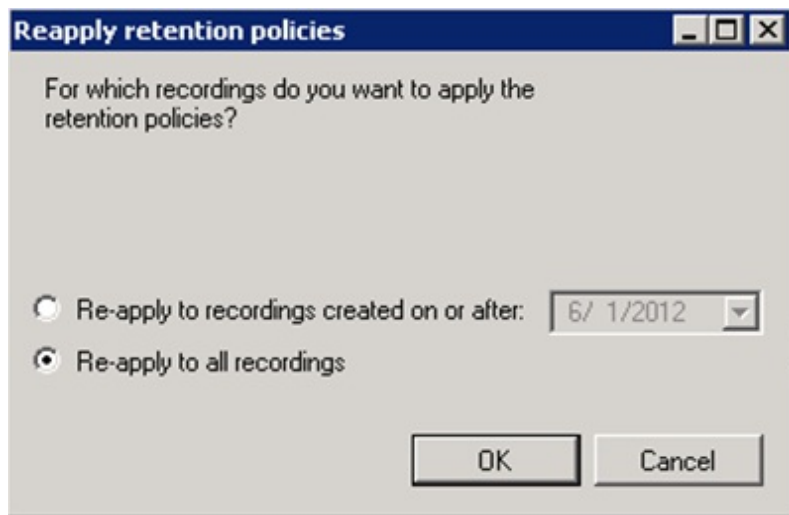 Reapply retention policies
For which recordings do you want to apply the
retention policies?
Re-apply to recordings created on or after: 6/ 1/2012
Re-apply to all recordings
OK Cancel